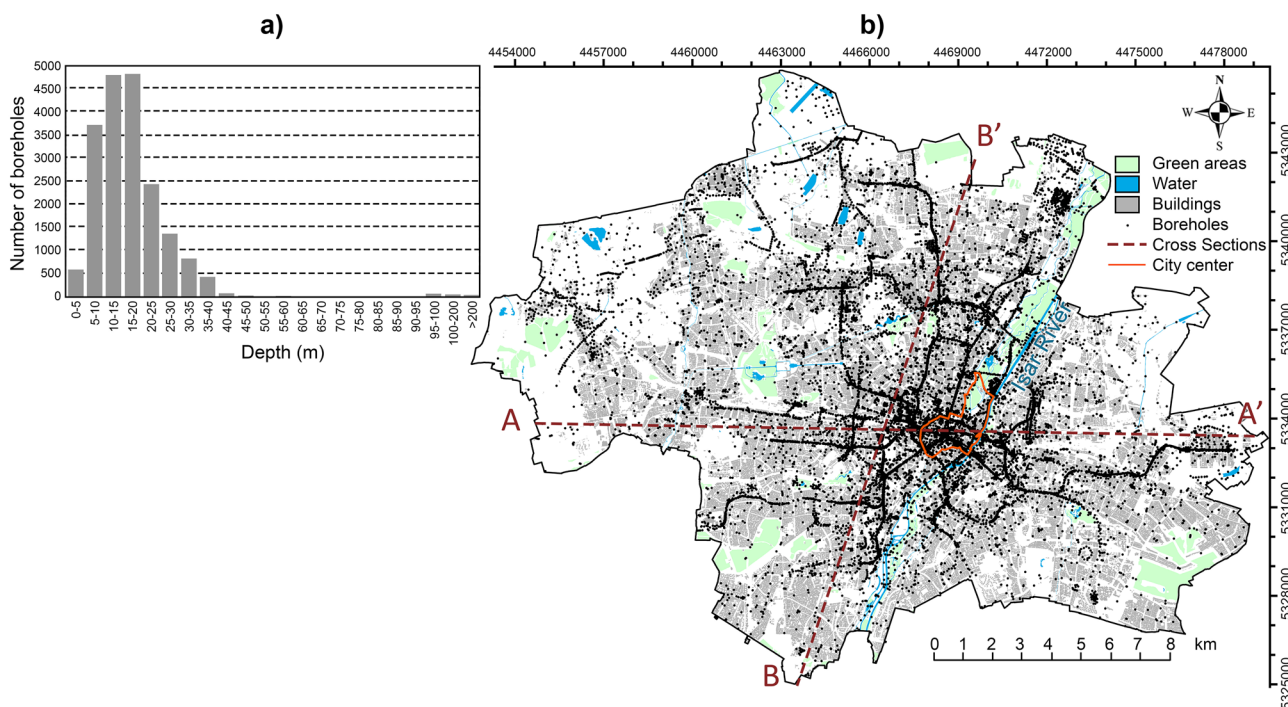 a)
b)
Number of boreholes
5000
4500
4000
3500
3000
2500
2000
1500
1000
500
0
0-5
5-10
10-15
15-20
20-25
25-30
30-35
35-40
40-45
45-50
50-55
55-60
60-65
65-70
70-75
75-80
80-85
85-90
90-95
95-100
100-200
>200
Depth (m)
4454000 4457000 4460000 4463000 4466000 4469000 4472000 4475000 4478000
N
W E
S
Green areas
Water
Buildings
Boreholes
Cross Sections
City center
5343000
5340000
5337000
5334000
5331000
5328000
5325000
B'
Isar River
A
A'
B
0 1 2 3 4 5 6 7 8 km